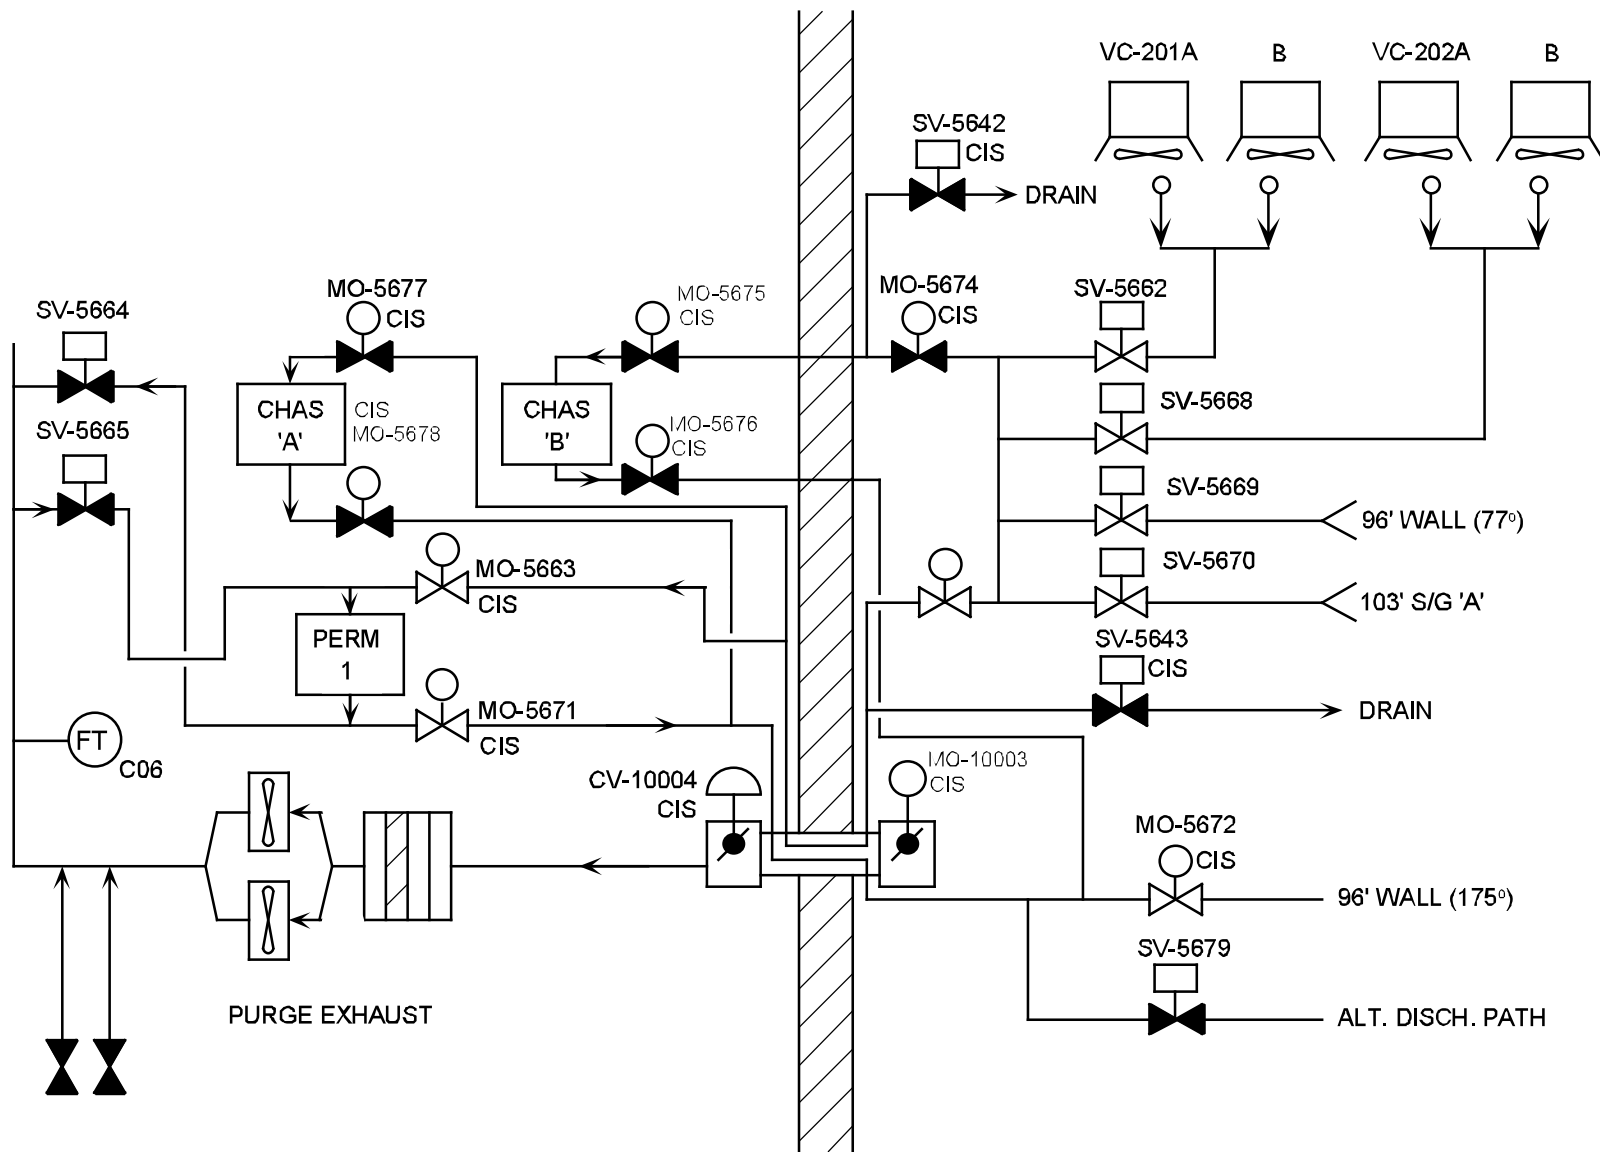 VC-201A
B
VC-202A
B
SV-5642
CIS
DRAIN
SV-5664
MO-5677
CIS
MO-5675
CIS
MO-5674
CIS
SV-5662
CHAS
'A'
CIS
MO-5678
CHAS
'B'
MO-5676
CIS
SV-5668
SV-5665
SV-5669
96' WALL (77º)
MO-5663
CIS
SV-5670
103' S/G 'A'
PERM
1
SV-5643
CIS
MO-5671
CIS
DRAIN
FT
C06
CV-10004
CIS
MO-10003
CIS
MO-5672
CIS
96' WALL (175º)
SV-5679
PURGE EXHAUST
ALT. DISCH. PATH